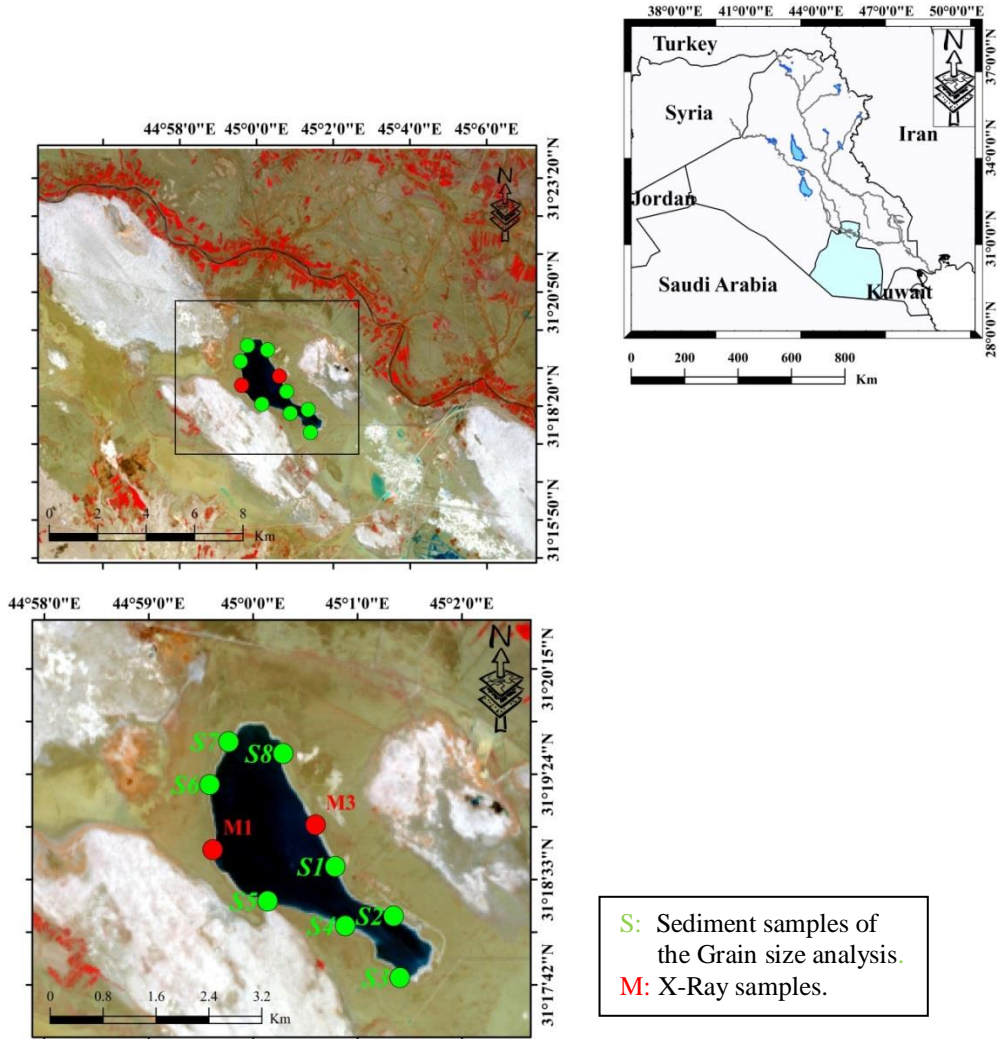 38°0'0"E 41°0'0"E 44°0'0"E 47°0'0"E 50°0'0"E
Turkey
N
Syria
Iran
Jordan
Saudi Arabia
Kuwait
37°0'0"N
34°0'0"N
31°0'0"N
28°0'0"N
0 200 400 600 800
Km
44°58'0"E 45°0'0"E 45°2'0"E 45°4'0"E 45°6'0"E
N
31°23'20"N
31°20'50"N
31°18'20"N
31°15'50"N
0 2 4 6 8
Km
44°58'0"E 44°59'0"E 45°0'0"E 45°1'0"E 45°2'0"E
N
31°20'15"N
31°19'24"N
31°18'33"N
31°17'42"N
S7
S8
S6
M3
M1
S1
S5
S2
S4
S3
0 0.8 1.6 2.4 3.2
Km
S: Sediment samples of
the Grain size analysis.
M: X-Ray samples.